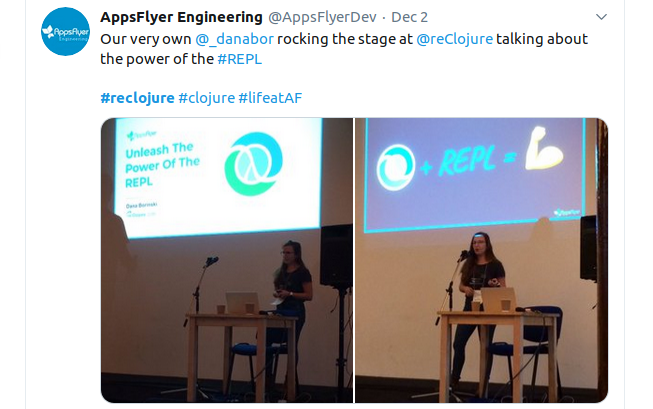 AppsFlyer Engineering @AppsFlyerDev · Dec 2
Our very own @_danabor rocking the stage at @reClojure talking about
the power of the #REPL
#reclojure #clojure #lifeatAF
AppsFlyer
Engineering
AppsFlyer
Unleash The
Power Of The
REPL
Dana Borinski
+ REPL =
AppsFlyer